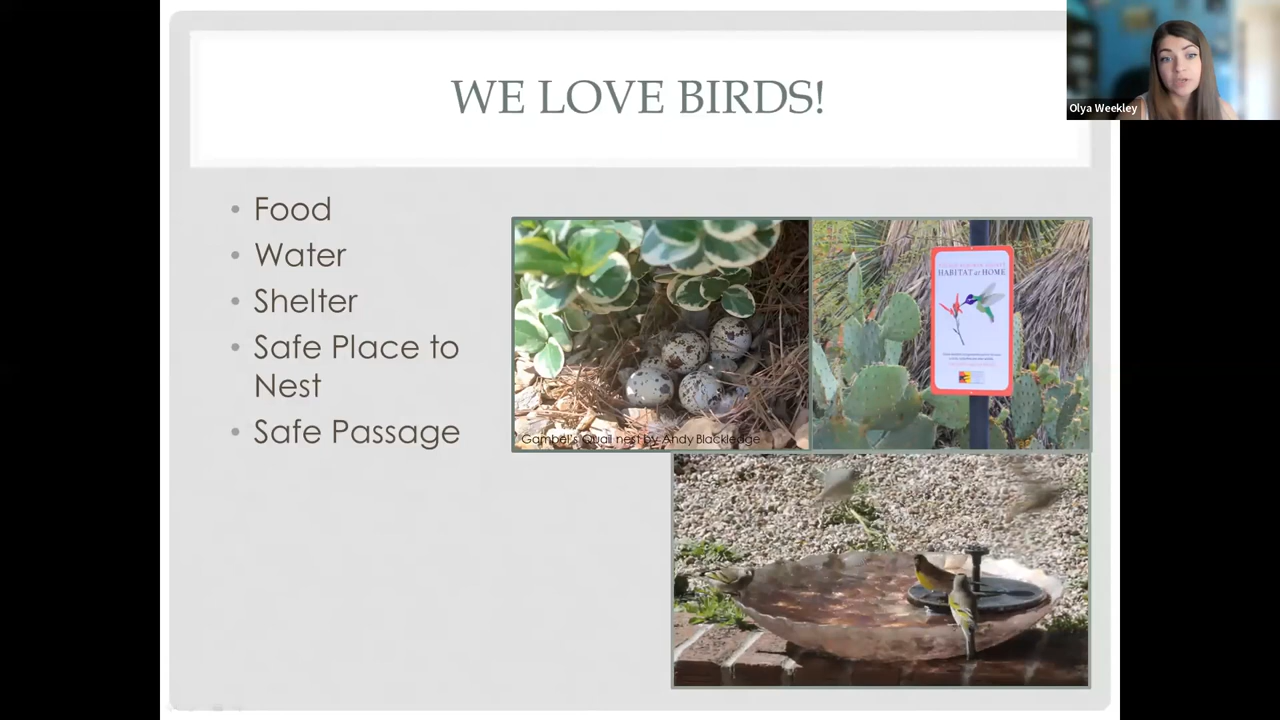 WE LOVE BIRDS!
Olya Weekley
• Food
• Water
• Shelter
• Safe Place to
Nest
• Safe Passage
Gambel's Quail nest by Andy Blackledge
HABITAT at HOME